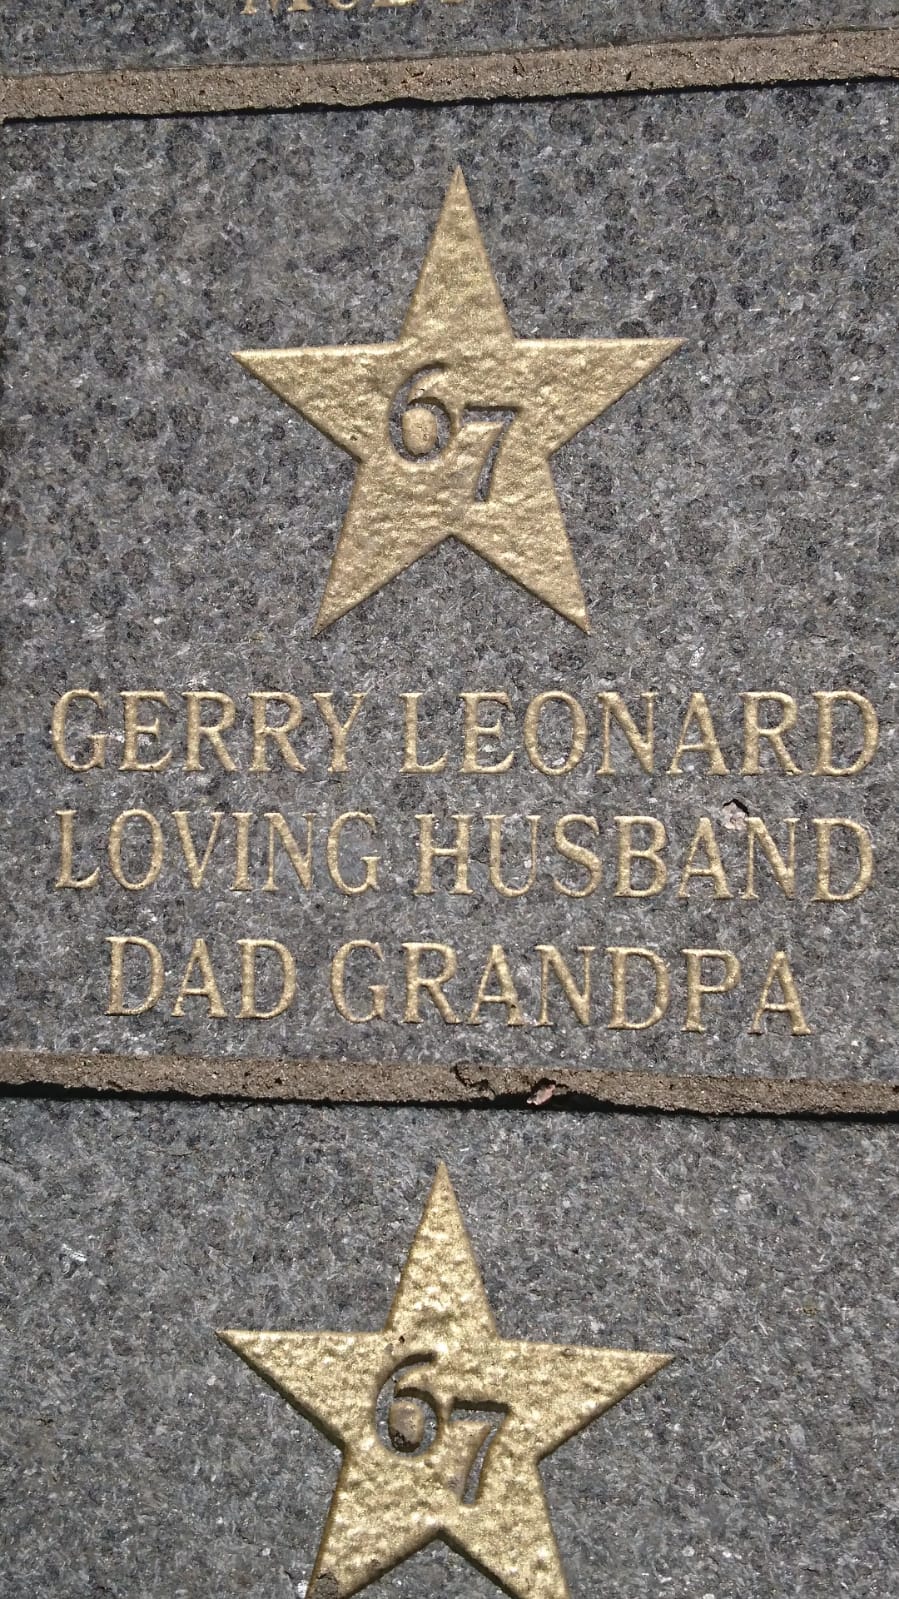 67
GERRY LEONARD
LOVING HUSBAND
DAD GRANDPA
67